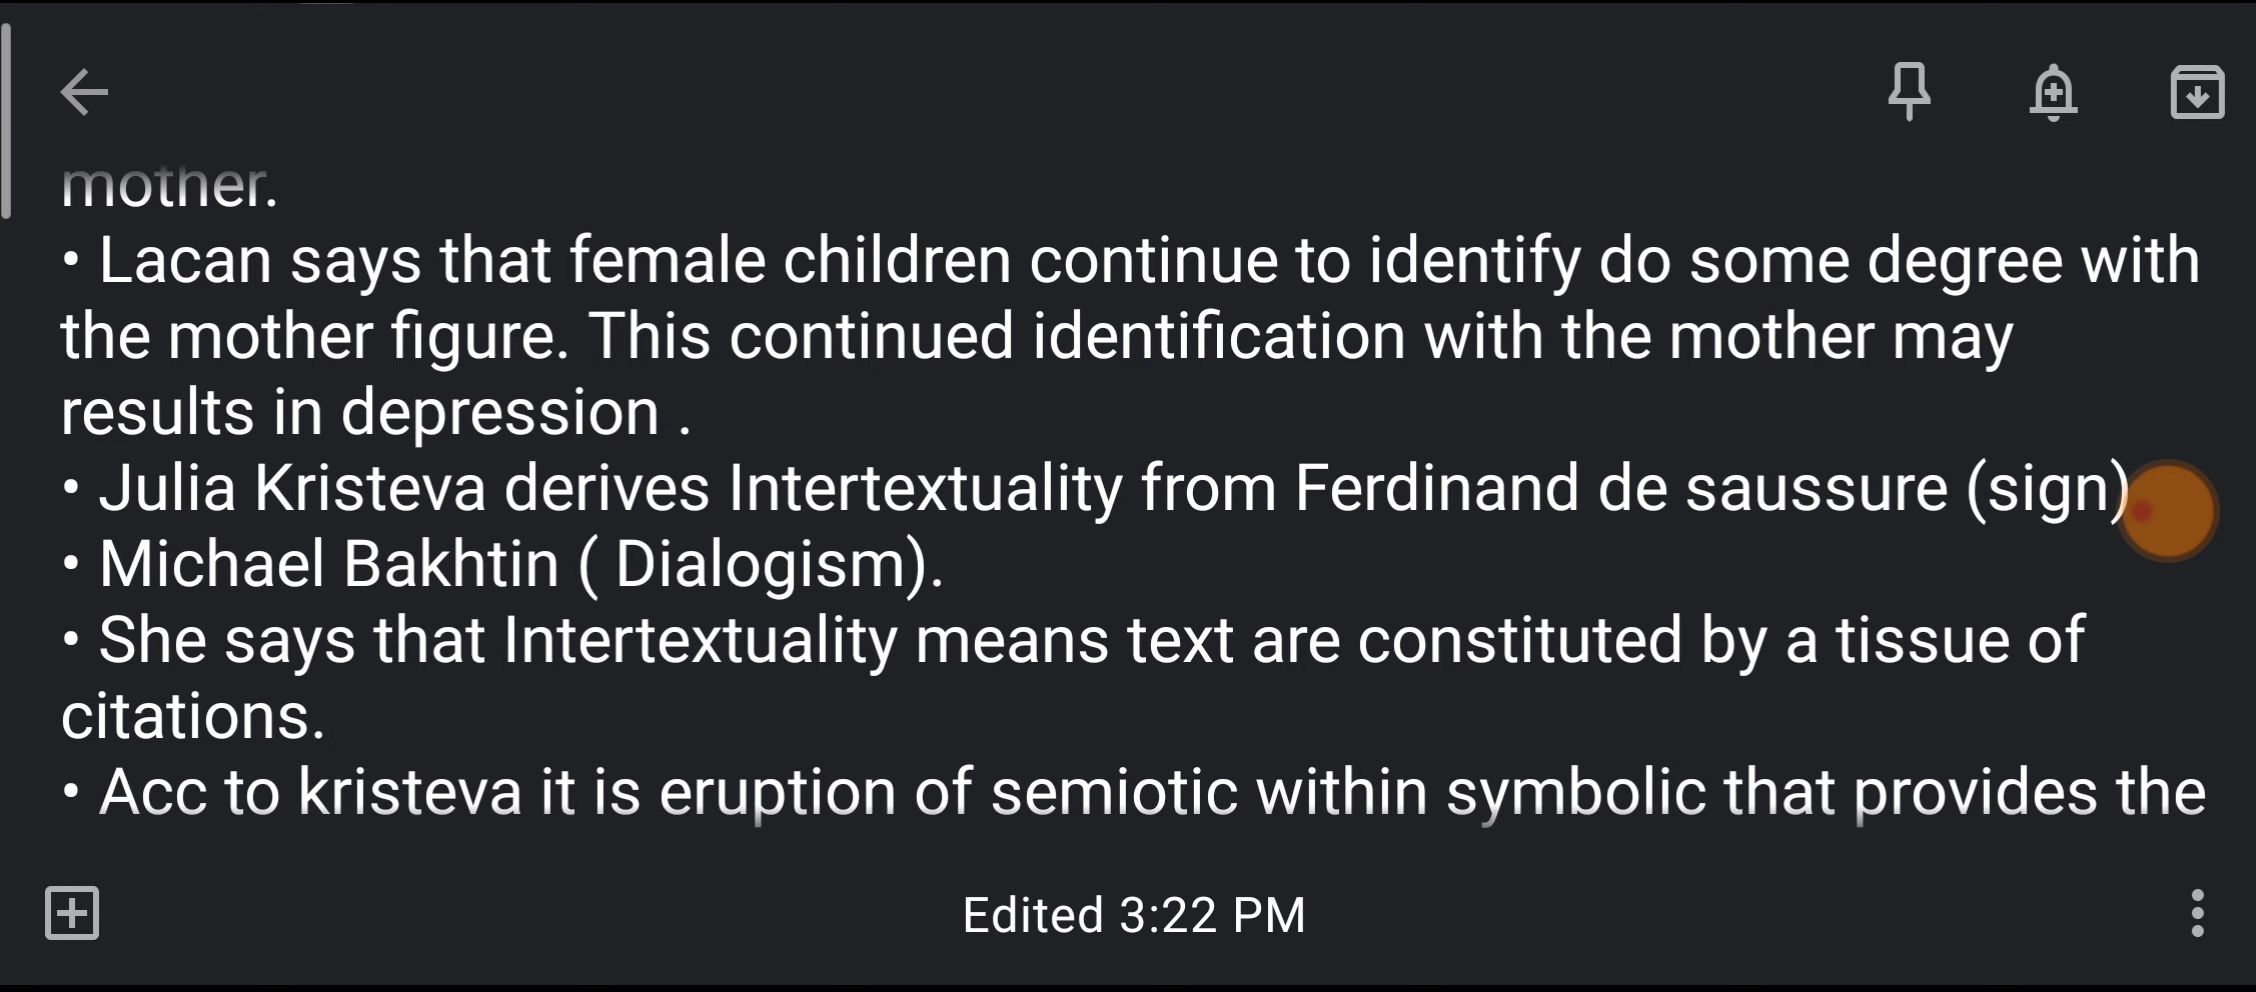 mother.
• Lacan says that female children continue to identify do some degree with
the mother figure. This continued identification with the mother may
results in depression .
• Julia Kristeva derives Intertextuality from Ferdinand de saussure (sign)
• Michael Bakhtin ( Dialogism).
• She says that Intertextuality means text are constituted by a tissue of
citations.
• Acc to kristeva it is eruption of semiotic within symbolic that provides the
Edited 3:22 PM